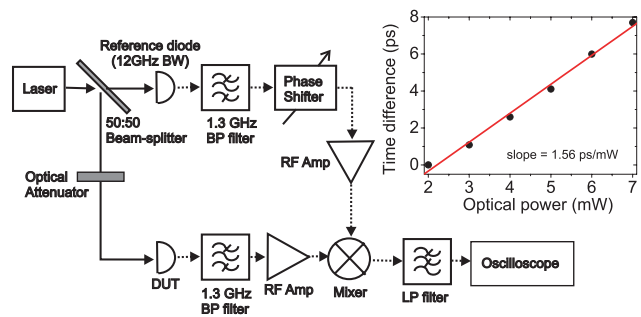 Reference diode
(12GHz BW)
Laser
50:50
Beam-splitter
1.3 GHz
BP filter
Phase
Shifter
RF Amp
Optical
Attenuator
DUT
1.3 GHz
BP filter
RF Amp
Mixer
LP filter
Oscilloscope
Time difference (ps)
8
6
4
2
0
slope = 1.56 ps/mW
2 3 4 5 6 7
Optical power (mW)